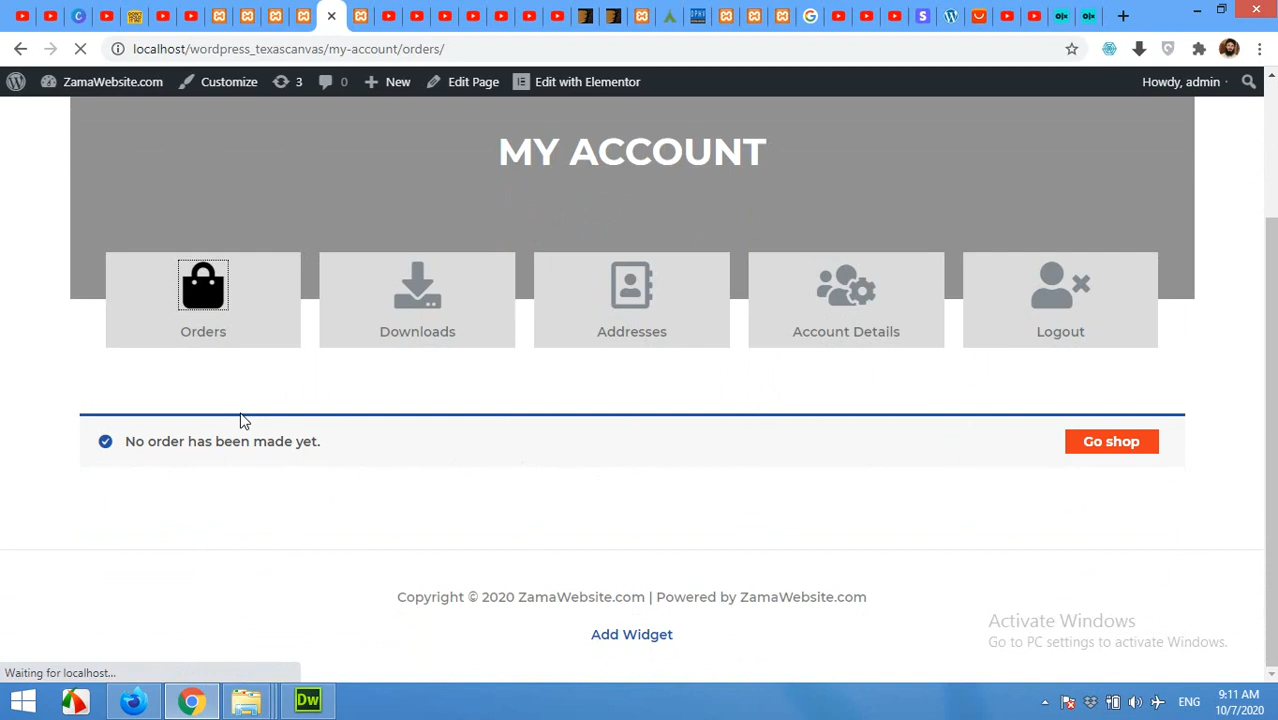 localhost/wordpress_texascanvas/my-account/orders/
ZamaWebsite.com
Customize
3
0
New
Edit Page
Edit with Elementor
Howdy, admin
MY ACCOUNT
Orders
Downloads
Addresses
Account Details
Logout
No order has been made yet.
Go shop
Copyright © 2020 ZamaWebsite.com | Powered by ZamaWebsite.com
Add Widget
Activate Windows
Go to PC settings to activate Windows.
Waiting for localhost...
Dw
ENG
9:11 AM
10/7/2020